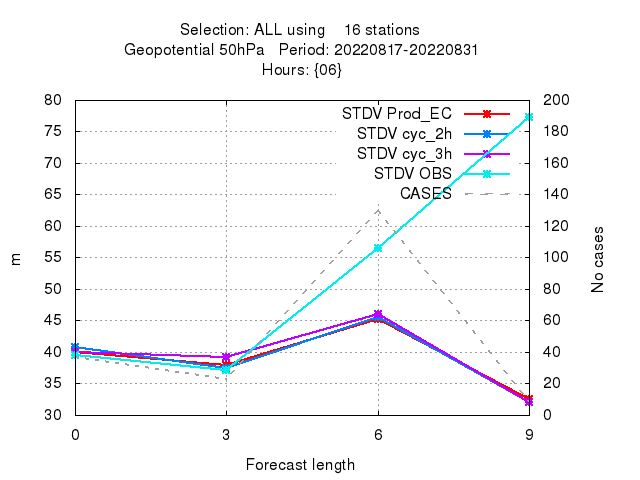 Selection: ALL using 16 stations
Geopotential 50hPa Period: 20220817-20220831
Hours: {06}
80 200
STDV Prod_EC
75 180
STDV cyc_2h
70 160
STDV cyc_3h
STDV OBS
65 140
CASES
60 120
55 100
m
No cases
50 80
45 60
40 40
35 20
30 0
0 3 6 9
Forecast length